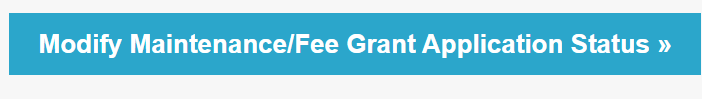 Modify Maintenance/Fee Grant Application Status »